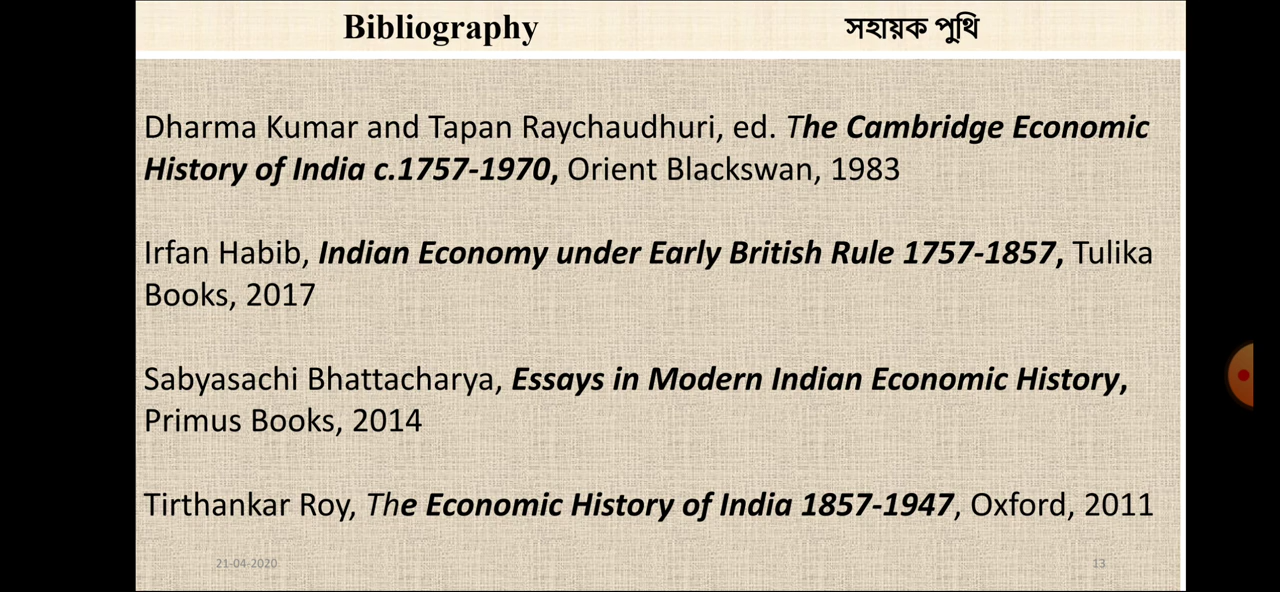 Bibliography সহায়ক পুথি
Dharma Kumar and Tapan Raychaudhuri, ed. The Cambridge Economic
History of India c.1757-1970, Orient Blackswan, 1983
Irfan Habib, Indian Economy under Early British Rule 1757-1857, Tulika
Books, 2017
Sabyasachi Bhattacharya, Essays in Modern Indian Economic History,
Primus Books, 2014
Tirthankar Roy, The Economic History of India 1857-1947, Oxford, 2011
21-04-2020 13